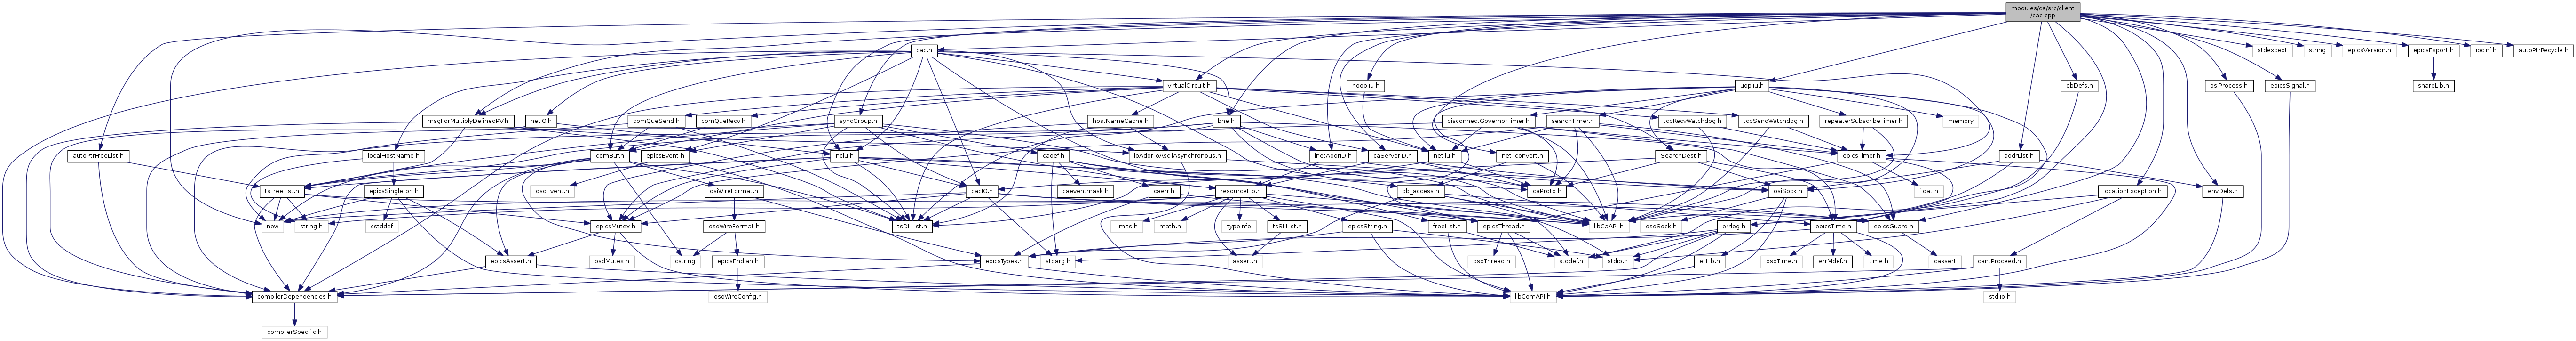 modules/ca/src/client
/cac.cpp
cac.h
stdexcept
string
epicsVersion.h
epicsExport.h
iocinf.h
autoPtrRecycle.h
virtualCircuit.h
noopiiu.h
udpiiu.h
dbDefs.h
osiProcess.h
epicsSignal.h
shareLib.h
msgForMultiplyDefinedPV.h
netIO.h
comQueSend.h
comQueRecv.h
syncGroup.h
hostNameCache.h
bhe.h
disconnectGovernorTimer.h
searchTimer.h
tcpRecvWatchdog.h
tcpSendWatchdog.h
repeaterSubscribeTimer.h
memory
autoPtrFreeList.h
localHostName.h
comBuf.h
epicsEvent.h
nciu.h
cadef.h
ipAddrToAsciiAsynchronous.h
inetAddrID.h
caServerID.h
netiiu.h
net_convert.h
SearchDest.h
epicsTimer.h
addrList.h
tsFreeList.h
epicsSingleton.h
osdEvent.h
osiWireFormat.h
cacIO.h
caeventmask.h
caerr.h
resourceLib.h
db_access.h
caProto.h
osiSock.h
float.h
locationException.h
envDefs.h
new
string.h
cstddef
epicsMutex.h
osdWireFormat.h
tsDLList.h
limits.h
math.h
typeinfo
tsSLList.h
epicsString.h
freeList.h
epicsThread.h
libCaAPI.h
osdSock.h
errlog.h
epicsTime.h
epicsGuard.h
epicsAssert.h
osdMutex.h
cstring
epicsEndian.h
stdarg.h
epicsTypes.h
assert.h
osdThread.h
stddef.h
stdio.h
ellLib.h
osdTime.h
errMdef.h
time.h
cassert
cantProceed.h
compilerDependencies.h
osdWireConfig.h
libComAPI.h
stdlib.h
compilerSpecific.h